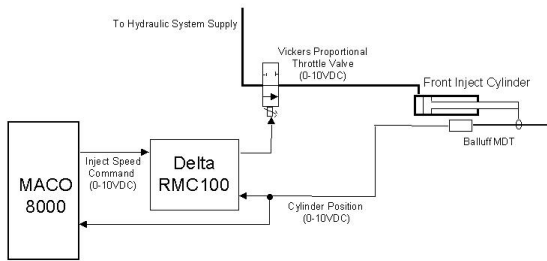 To Hydraulic System Supply
Vickers Proportional
Throttle Valve
(0-10VDC)
Front Inject Cylinder
Balluff MDT
MACO
8000
Inject Speed
Command
(0-10VDC)
Delta
RMC100
Cylinder Position
(0-10VDC)